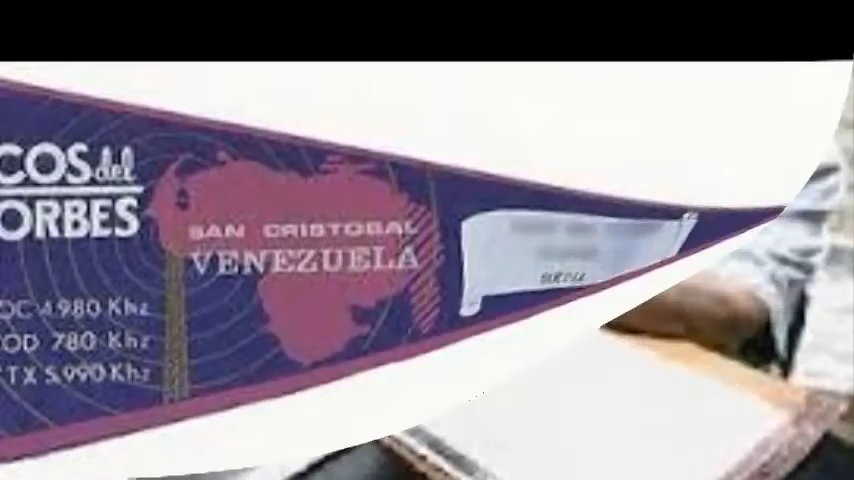 COS del
ORBES
SAN CRISTOBAL
VENEZUELA
OC 4.980 Khz
OD 780 Khz
TX 5.990 Khz